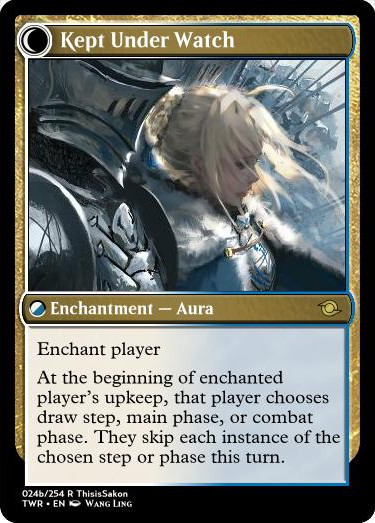 Kept Under Watch
Enchantment — Aura
Enchant player
At the beginning of enchanted
player's upkeep, that player chooses
draw step, main phase, or combat
phase. They skip each instance of the
chosen step or phase this turn.
024b/254 R ThisisSakon
TWR • EN Wang Ling